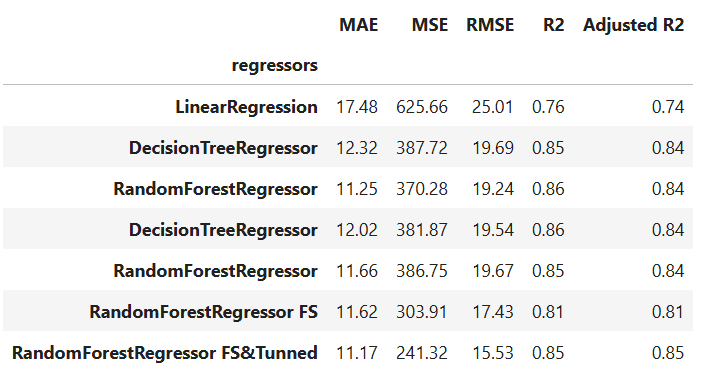 MAE MSE RMSE R2 Adjusted R2
regressors
LinearRegression 17.48 625.66 25.01 0.76 0.74
DecisionTreeRegressor 12.32 387.72 19.69 0.85 0.84
RandomForestRegressor 11.25 370.28 19.24 0.86 0.84
DecisionTreeRegressor 12.02 381.87 19.54 0.86 0.84
RandomForestRegressor 11.66 386.75 19.67 0.85 0.84
RandomForestRegressor FS 11.62 303.91 17.43 0.81 0.81
RandomForestRegressor FS&Tunned 11.17 241.32 15.53 0.85 0.85